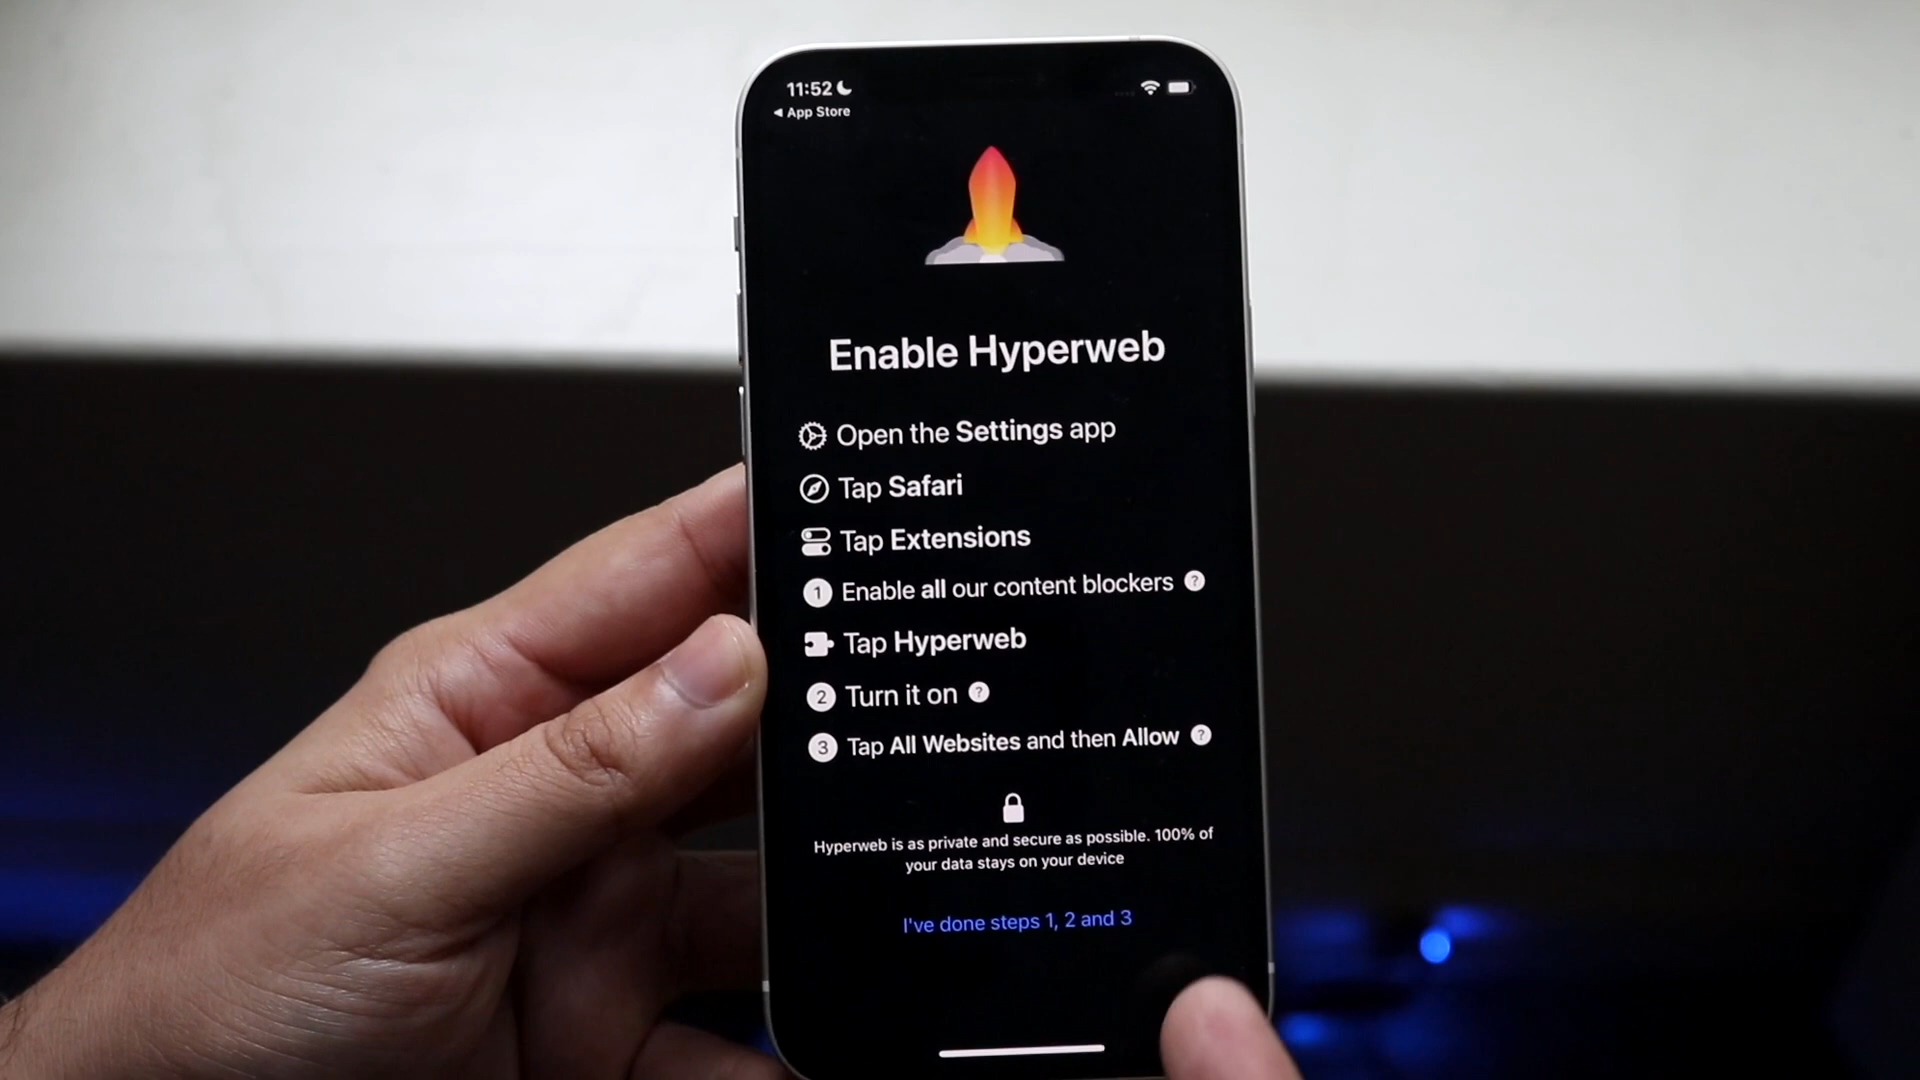 11:52
◀ App Store
Enable Hyperweb
Open the Settings app
Tap Safari
Tap Extensions
1 Enable all our content blockers ?
Tap Hyperweb
2 Turn it on ?
3 Tap All Websites and then Allow ?
Hyperweb is as private and secure as possible. 100% of
your data stays on your device
I've done steps 1, 2 and 3